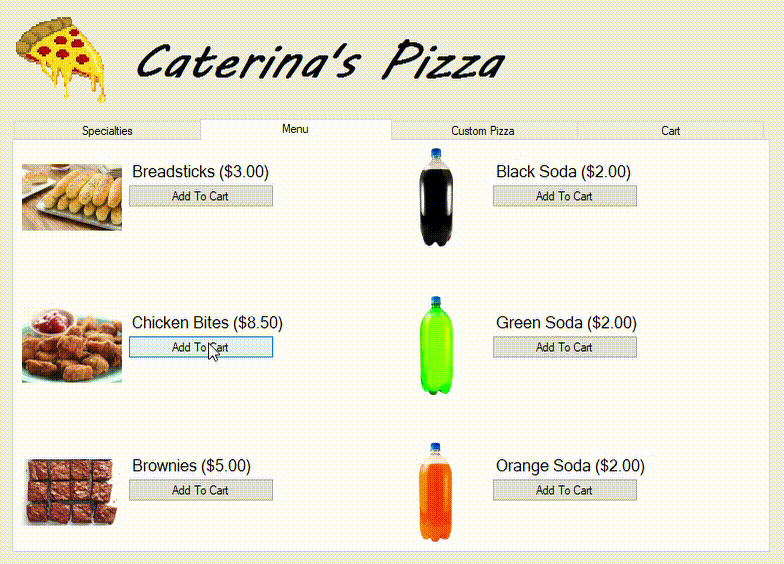 Caterina's Pizza
Specialties
Menu
Custom Pizza
Cart
Breadsticks ($3.00)
Add To Cart
Black Soda ($2.00)
Add To Cart
Chicken Bites ($8.50)
Add To Cart
Green Soda ($2.00)
Add To Cart
Brownies ($5.00)
Add To Cart
Orange Soda ($2.00)
Add To Cart